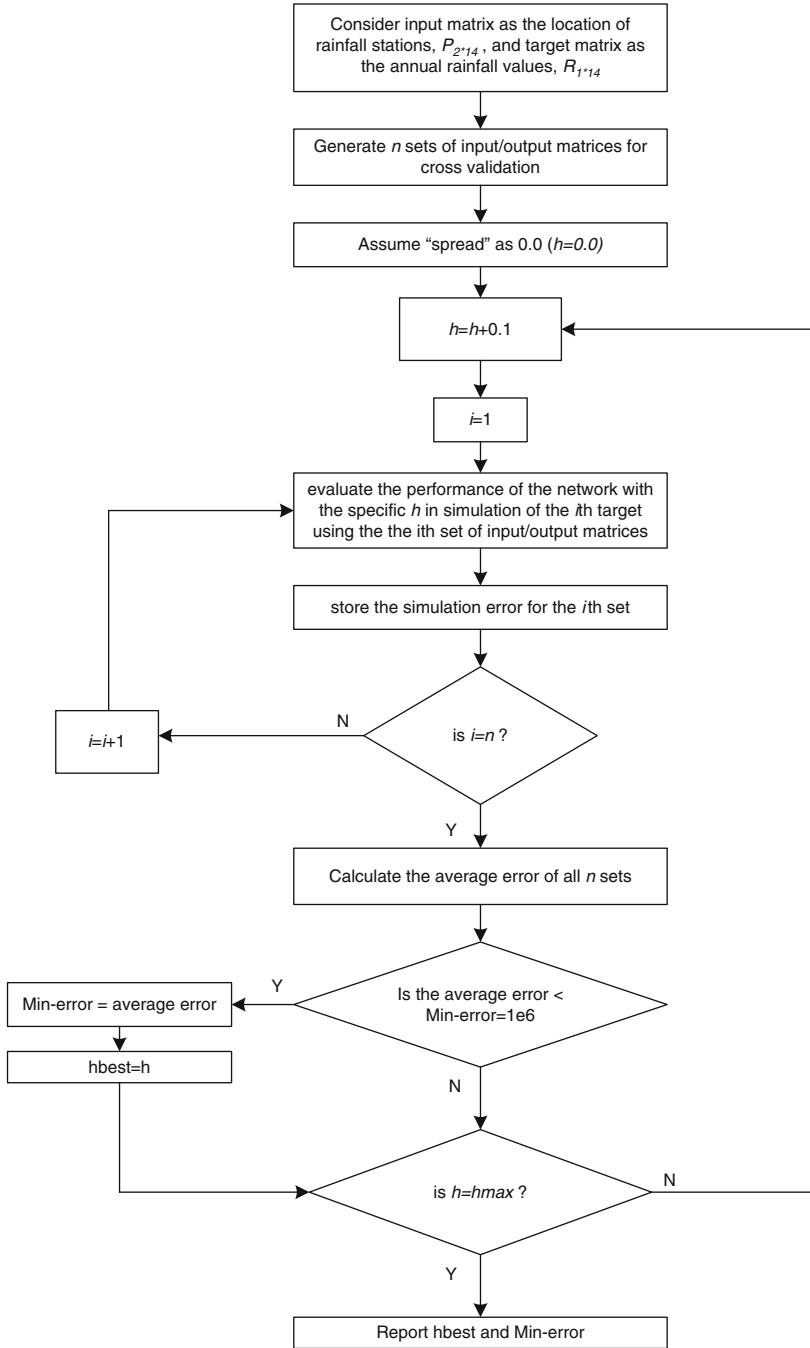 Consider input matrix as the location of
rainfall stations, P2*14 , and target matrix as
the annual rainfall values, R1*14
Generate n sets of input/output matrices for
cross validation
Assume “spread” as 0.0 (h=0.0)
h=h+0.1
i=1
evaluate the performance of the network with
the specific h in simulation of the ith target
using the the ith set of input/output matrices
store the simulation error for the ith set
N
is i=n ?
i=i+1
Y
Calculate the average error of all n sets
Y
Is the average error <
Min-error=1e6
Min-error = average error
hbest=h
N
is h=hmax ?
N
Y
Report hbest and Min-error